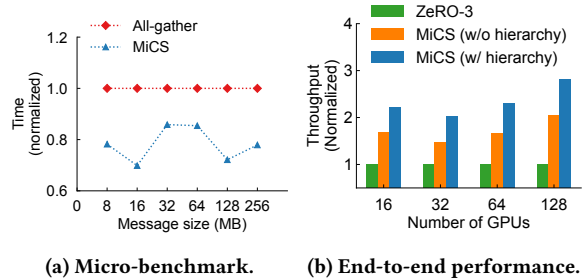 All-gather
MiCS
1.2
1.0
0.8
0.6
Time
(normalized)
0 8 16 32 64 128 256
Message size (MB)
(a) Micro-benchmark.
ZeRO-3
MiCS (w/o hierarchy)
MiCS (w/ hierarchy)
4
3
2
1
Throughput
(Normalized)
16 32 64 128
Number of GPUs
(b) End-to-end performance.